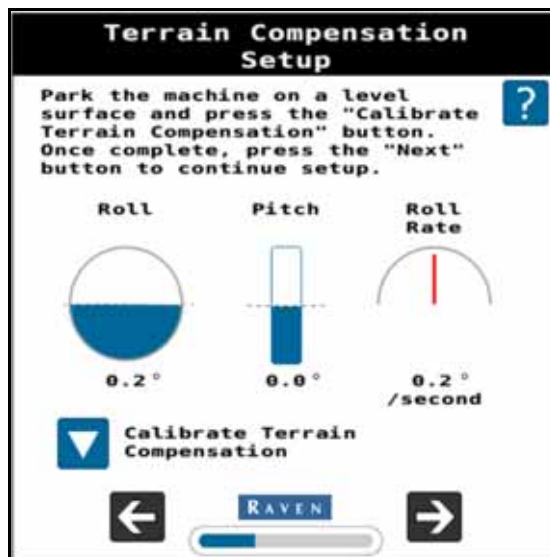 Terrain Compensation
Setup
Park the machine on a level
surface and press the "Calibrate
Terrain Compensation" button.
Once complete, press the "Next"
button to continue setup.
?
Roll
Pitch
Roll
Rate
0.2°
0.0°
0.2°
/second
Calibrate Terrain
Compensation
RAVEN